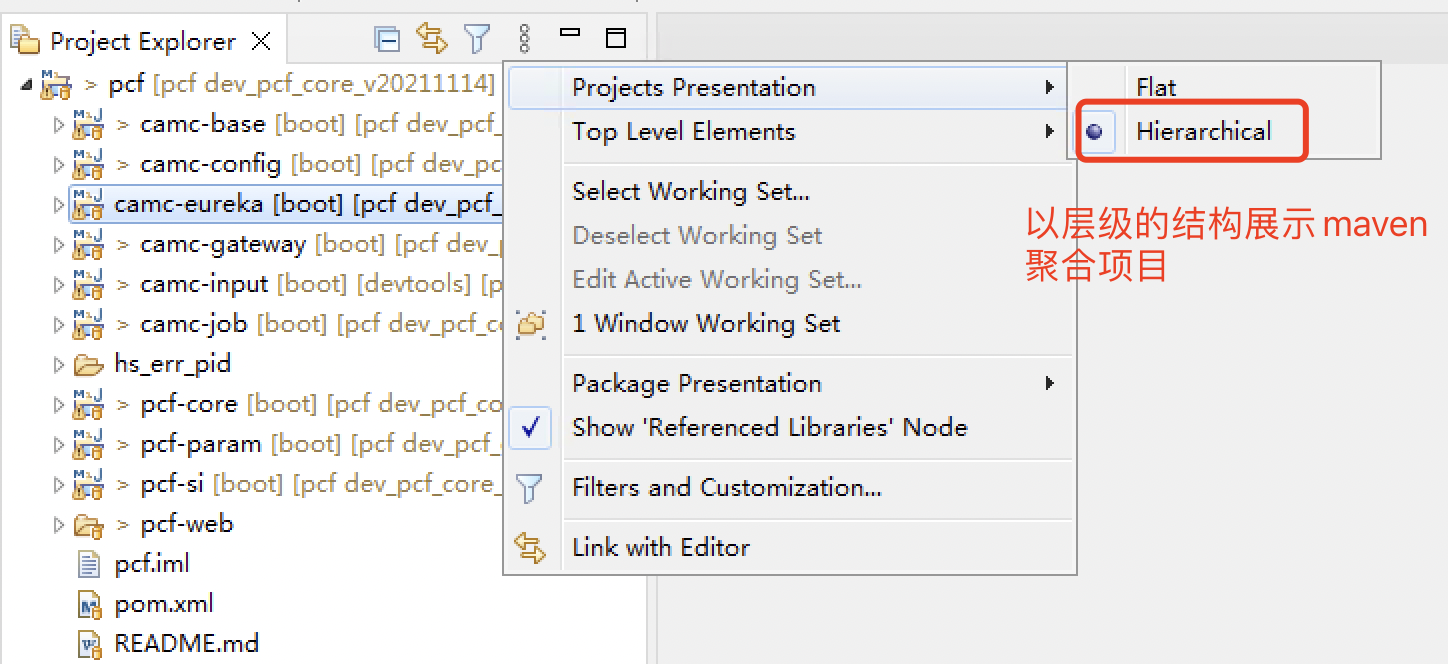 Project Explorer
> pcf [pcf dev_pcf_core_v20211114]
> camc-base [boot] [pcf dev_pcf_
> camc-config [boot] [pcf dev_pc
camc-eureka [boot] [pcf dev_pcf_
> camc-gateway [boot] [pcf dev_p
> camc-input [boot] [devtools] [p
> camc-job [boot] [pcf dev_pcf_co
hs_err_pid
> pcf-core [boot] [pcf dev_pcf_co
> pcf-param [boot] [pcf dev_pcf_
> pcf-si [boot] [pcf dev_pcf_core_
> pcf-web
pcf.iml
pom.xml
README.md
Projects Presentation
Top Level Elements
Select Working Set...
Deselect Working Set
Edit Active Working Set...
1 Window Working Set
Package Presentation
Show 'Referenced Libraries' Node
Filters and Customization...
Link with Editor
Flat
Hierarchical
以层级的结构展示 maven
聚合项目